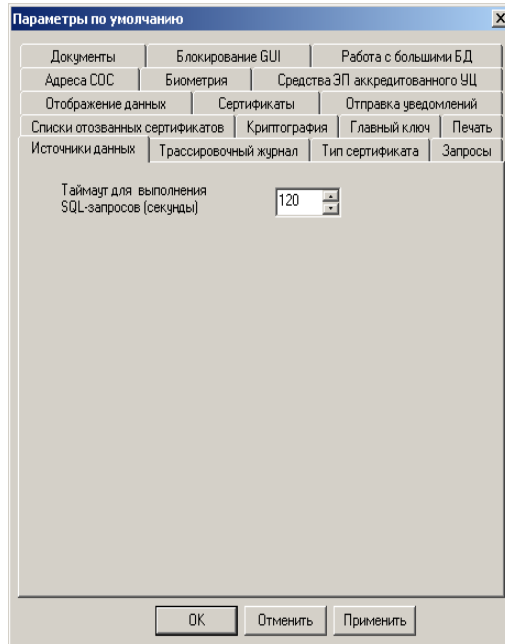 Параметры по умолчанию
Документы Блокирование GUI Работа с большими БД
Адреса СОС Биометрия Средства ЭП аккредитованного УЦ
Отображение данных Сертификаты Отправка уведомлений
Списки отозванных сертификатов Криптография Главный ключ Печать
Источники данных Трассировочный журнал Тип сертификата Запросы
Таймаут для выполнения
SQL-запросов (секунды) 120
OK Отменить Применить